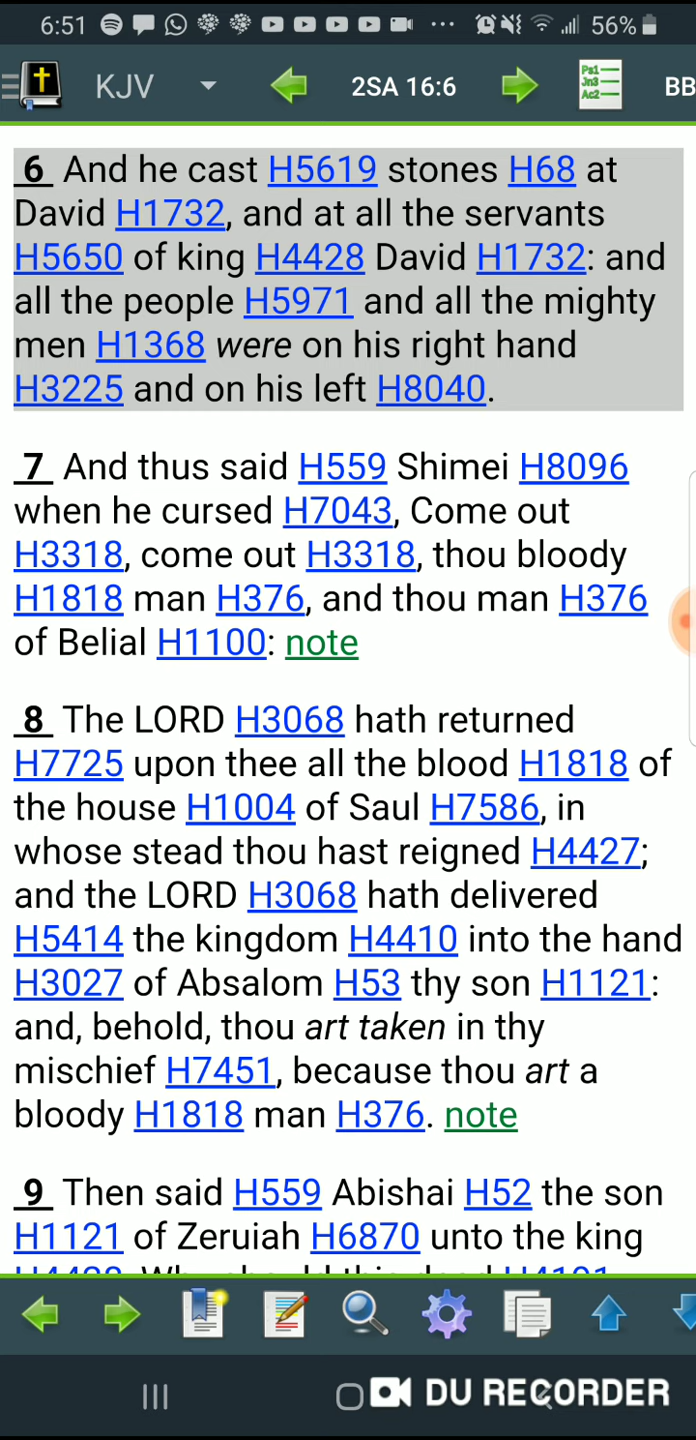 6:51 56%
KJV 2SA 16:6 Ps1 Jn3 Ac2 BB
6 And he cast H5619 stones H68 at
David H1732, and at all the servants
H5650 of king H4428 David H1732: and
all the people H5971 and all the mighty
men H1368 were on his right hand
H3225 and on his left H8040.
7 And thus said H559 Shimei H8096
when he cursed H7043, Come out
H3318, come out H3318, thou bloody
H1818 man H376, and thou man H376
of Belial H1100: note
8 The LORD H3068 hath returned
H7725 upon thee all the blood H1818 of
the house H1004 of Saul H7586, in
whose stead thou hast reigned H4427;
and the LORD H3068 hath delivered
H5414 the kingdom H4410 into the hand
H3027 of Absalom H53 thy son H1121:
and, behold, thou art taken in thy
mischief H7451, because thou art a
bloody H1818 man H376. note
9 Then said H559 Abishai H52 the son
H1121 of Zeruiah H6870 unto the king
DU RECORDER